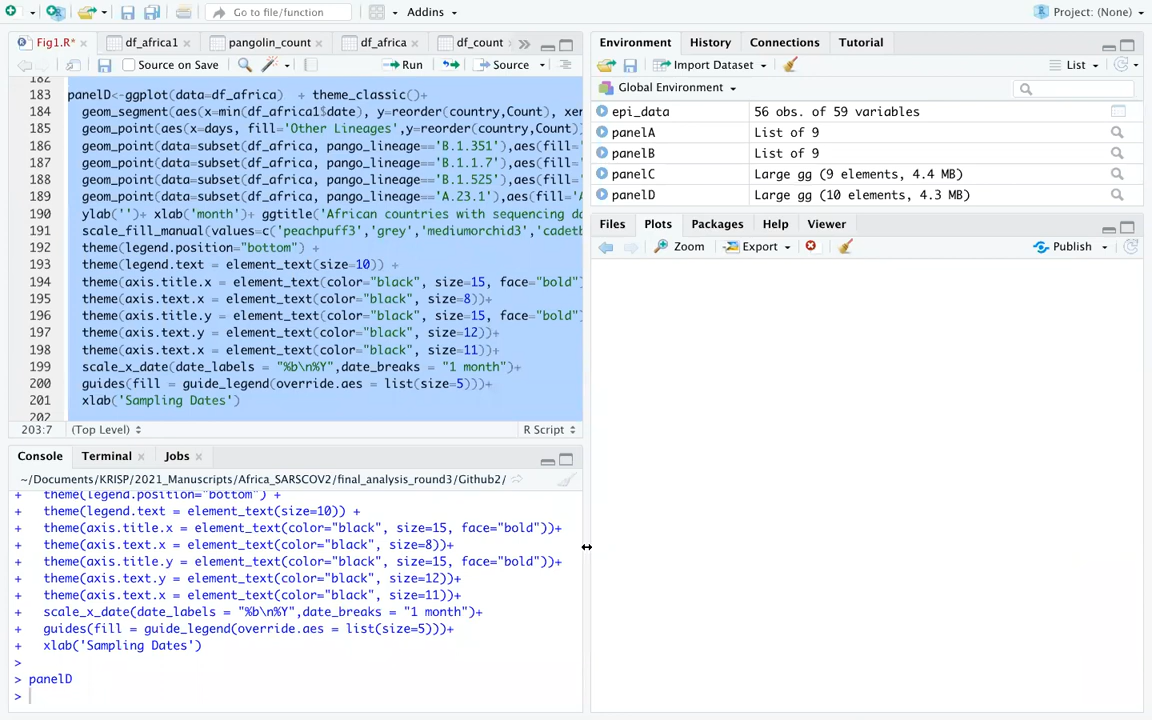 Go to file/function
Addins
Project: (None)
Fig1.R*
df_africa1
pangolin_count
df_africa
df_count
Source on Save
Run
Source
183 panelD<-ggplot(data=df_africa) + theme_classic()+
184 geom_segment(aes(x=min(df_africa1$date), y=reorder(country,Count), xen
185 geom_point(aes(x=days, fill='Other Lineages',y=reorder(country,Count)
186 geom_point(data=subset(df_africa, pango_lineage=='B.1.351'),aes(fill='
187 geom_point(data=subset(df_africa, pango_lineage=='B.1.1.7'),aes(fill='
188 geom_point(data=subset(df_africa, pango_lineage=='B.1.525'),aes(fill='
189 geom_point(data=subset(df_africa, pango_lineage=='A.23.1'),aes(fill='A
190 ylab('')+ xlab('month')+ ggtitle('African countries with sequencing da
191 scale_fill_manual(values=c('peachpuff3','grey','mediumorchid3','cadetb
192 theme(legend.position="bottom") +
193 theme(legend.text = element_text(size=10)) +
194 theme(axis.title.x = element_text(color="black", size=15, face="bold")
195 theme(axis.text.x = element_text(color="black", size=8))+
196 theme(axis.title.y = element_text(color="black", size=15, face="bold")
197 theme(axis.text.y = element_text(color="black", size=12))+
198 theme(axis.text.x = element_text(color="black", size=11))+
199 scale_x_date(date_labels = "%b\n%Y",date_breaks = "1 month")+
200 guides(fill = guide_legend(override.aes = list(size=5)))+
201 xlab('Sampling Dates')
202
203:7 (Top Level) R Script
Console Terminal Jobs
~/Documents/KRISP/2021_Manuscripts/Africa_SARSCOV2/final_analysis_round3/Github2/
+ theme(legend.position="bottom") +
+ theme(legend.text = element_text(size=10)) +
+ theme(axis.title.x = element_text(color="black", size=15, face="bold"))+
+ theme(axis.text.x = element_text(color="black", size=8))+
+ theme(axis.title.y = element_text(color="black", size=15, face="bold"))+
+ theme(axis.text.y = element_text(color="black", size=12))+
+ theme(axis.text.x = element_text(color="black", size=11))+
+ scale_x_date(date_labels = "%b\n%Y",date_breaks = "1 month")+
+ guides(fill = guide_legend(override.aes = list(size=5)))+
+ xlab('Sampling Dates')
>
> panelD
>
Environment History Connections Tutorial
Import Dataset
List
Global Environment
epi_data 56 obs. of 59 variables
panelA List of 9
panelB List of 9
panelC Large gg (9 elements, 4.4 MB)
panelD Large gg (10 elements, 4.3 MB)
Files Plots Packages Help Viewer
Zoom Export Publish